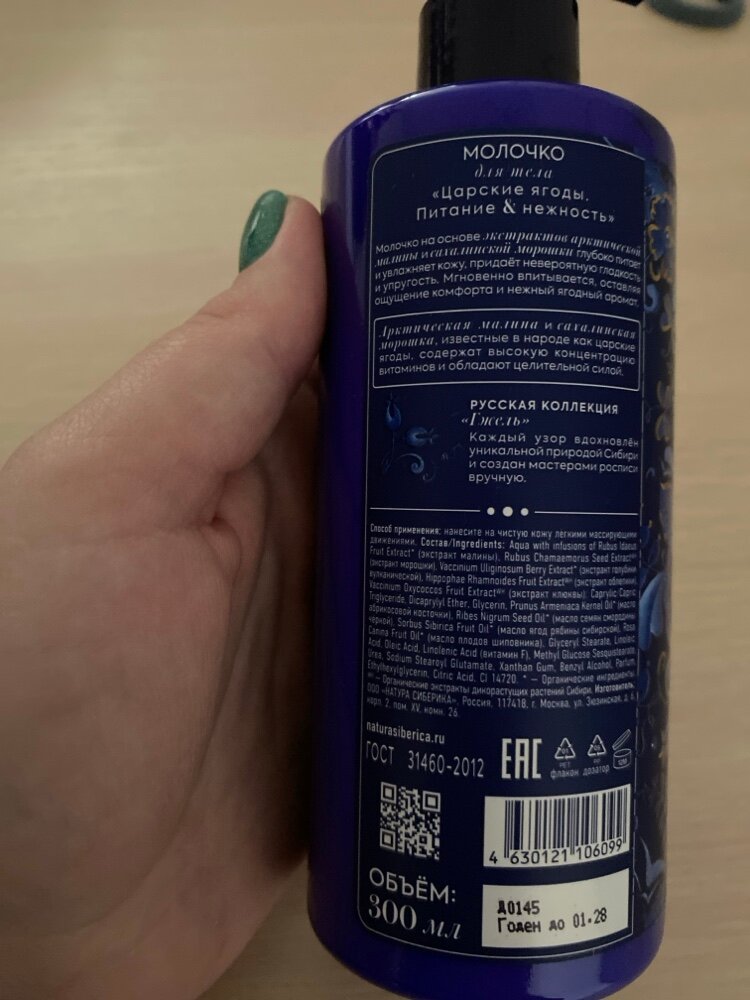 МОЛОЧКО
для тела
«Царские ягоды.
Питание & нежность»
Молочко на основе экстрактов арктической
малины и сахалинской морошки глубоко питает
и увлажняет кожу, придаёт невероятную гладкость
и упругость. Мгновенно впитывается, оставляя
ощущение комфорта и нежный ягодный аромат.
Арктическая малина и сахалинская
морошка, известные в народе как царские
ягоды, содержат высокую концентрацию
витаминов и обладают целительной силой.
РУССКАЯ КОЛЛЕКЦИЯ
«Гжель»
Каждый узор вдохновлён
уникальной природой Сибири
и создан мастерами росписи
вручную.
Способ применения: нанесите на чистую кожу легкими массирующими
движениями. Состав/Ingredients: Aqua with infusions of Rubus Idaeus
Fruit Extract* (экстракт малины), Rubus Chamaemorus Seed Extract
(экстракт морошки), Vaccinium Uliginosum Berry Extract* (экстракт голубики
вулканической), Hippophae Rhamnoides Fruit Extract (экстракт облепихи),
Vaccinium Oxycoccos Fruit Extract (экстракт клюквы); Caprylic Capric
Triglyceride, Dicaprylyl Ether, Glycerin, Prunus Armeniaca Kernel Oil* (масло
абрикосовой косточки), Ribes Nigrum Seed Oil* (масло семян смородины
черной), Sorbus Sibirica Fruit Oil* (масло ягод рябины сибирской), Rosa
Canina Fruit Oil* (масло плодов шиповника), Glyceryl Stearate, Linoleic
Acid, Oleic Acid, Linolenic Acid (витамин F), Methyl Glucose Sesquistearate,
Urea, Sodium Stearoyl Glutamate, Xanthan Gum, Benzyl Alcohol, Parfum,
Ethylhexylglycerin, Citric Acid, CI 14720. * — Органические ингредиенты
— Органические экстракты дикорастущих растений Сибири. Изготовитель:
ООО «НАТУРА СИБЕРИКА», Россия, 117418, г. Москва, ул. Зюзинская, д. 6,
корп. 2, пом. XV, комн. 26.
naturasiberica.ru
ГОСТ 31460-2012
EAC
01 05
PET PP
флакон дозатор 12М
4 630121 106099
ОБЪЁМ:
300 мл
Д0145
Годен до 01.28